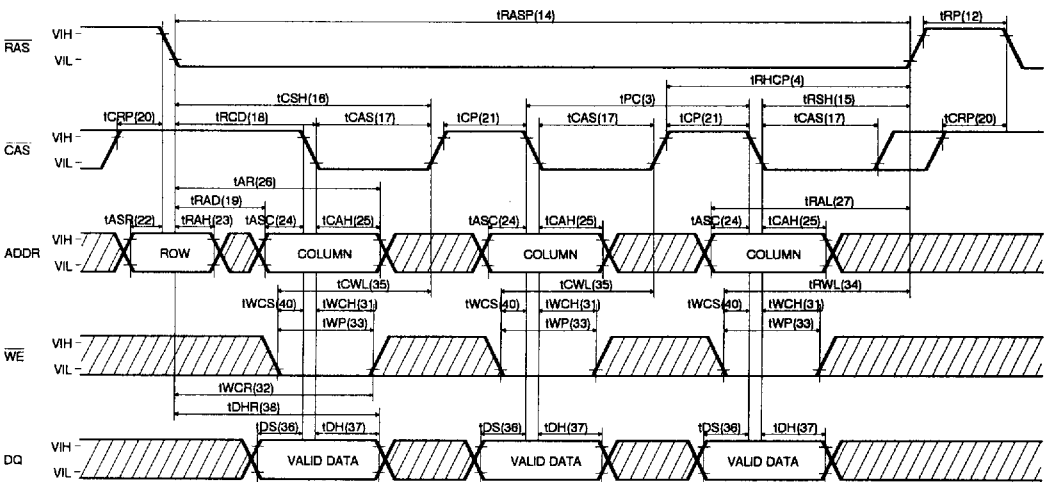 tRASP(14) tRP(12)
RAS VIH
VIL
tRHCP(4)
tCSH(16) tPC(3) tRSH(15)
tCRP(20) tRCD(18) tCAS(17) tCP(21) tCAS(17) tCP(21) tCAS(17) tCRP(20)
CAS VIH
VIL
tAR(26)
tRAD(19) tRAL(27)
tASR(22) tRAH(23) tASC(24) tCAH(25) tASC(24) tCAH(25) tASC(24) tCAH(25)
ADDR VIH
VIL
ROW COLUMN COLUMN COLUMN
tCWL(35) tCWL(35) tRWL(34)
tWCS(40) tWCH(31) tWCS(40) tWCH(31) tWCS(40) tWCH(31)
tWP(33) tWP(33) tWP(33)
WE VIH
VIL
tWCR(32)
tDHR(38)
tDS(36) tDH(37) tDS(36) tDH(37) tDS(36) tDH(37)
DQ VIH
VIL
VALID DATA VALID DATA VALID DATA